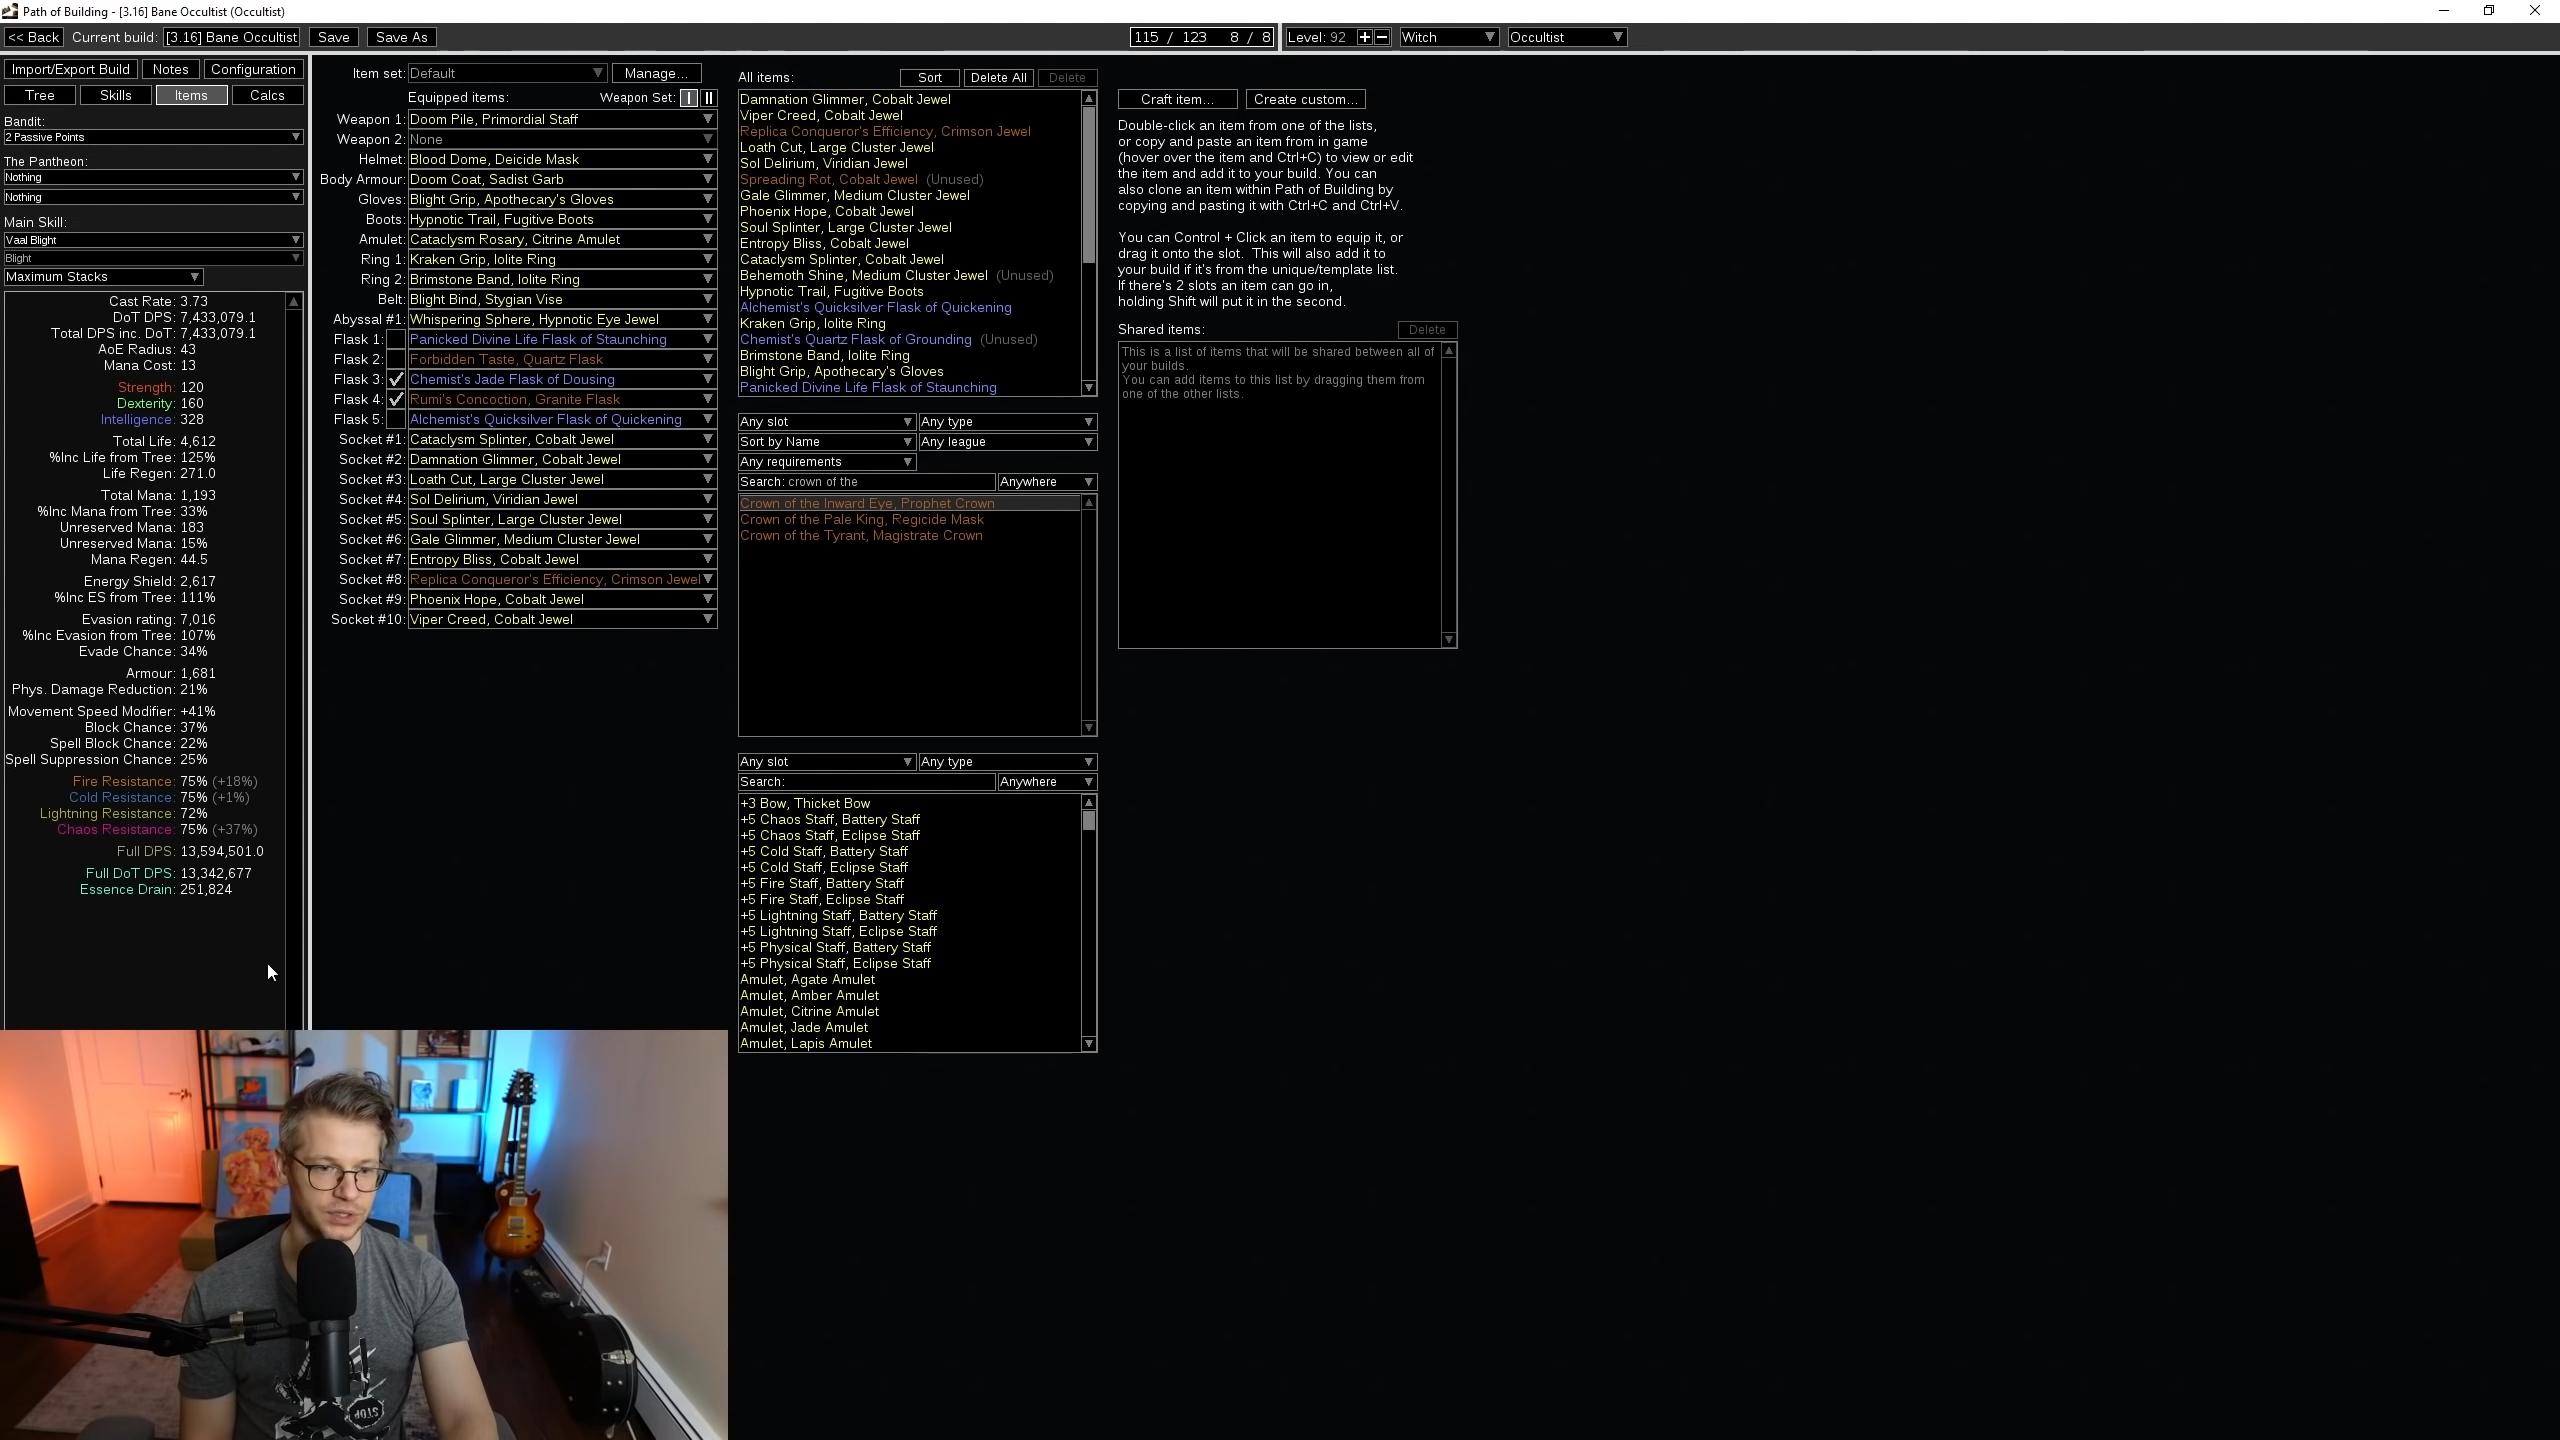 Path of Building - [3.16] Bane Occultist (Occultist)
<< Back
Current build:
[3.16] Bane Occultist
Save
Save As
115 / 123 8 / 8
Level: 92
Witch
Occultist
Import/Export Build
Notes
Configuration
Tree
Skills
Items
Calcs
Bandit:
2 Passive Points
The Pantheon:
Nothing
Nothing
Main Skill:
Vaal Blight
Blight
Maximum Stacks
Cast Rate: 3.73
DoT DPS: 7,433,079.1
Total DPS inc. DoT: 7,433,079.1
AoE Radius: 43
Mana Cost: 13
Strength: 120
Dexterity: 160
Intelligence: 328
Total Life: 4,612
%Inc Life from Tree: 125%
Life Regen: 271.0
Total Mana: 1,193
%Inc Mana from Tree: 33%
Unreserved Mana: 183
Unreserved Mana: 15%
Mana Regen: 44.5
Energy Shield: 2,617
%Inc ES from Tree: 111%
Evasion rating: 7,016
%Inc Evasion from Tree: 107%
Evade Chance: 34%
Armour: 1,681
Phys. Damage Reduction: 21%
Movement Speed Modifier: +41%
Block Chance: 37%
Spell Block Chance: 22%
Spell Suppression Chance: 25%
Fire Resistance: 75% (+18%)
Cold Resistance: 75% (+1%)
Lightning Resistance: 72%
Chaos Resistance: 75% (+37%)
Full DPS: 13,594,501.0
Full DoT DPS: 13,342,677
Essence Drain: 251,824
Item set: Default
Manage...
Equipped items:
Weapon Set: I II
Weapon 1: Doom Pile, Primordial Staff
Weapon 2: None
Helmet: Blood Dome, Deicide Mask
Body Armour: Doom Coat, Sadist Garb
Gloves: Blight Grip, Apothecary's Gloves
Boots: Hypnotic Trail, Fugitive Boots
Amulet: Cataclysm Rosary, Citrine Amulet
Ring 1: Kraken Grip, Iolite Ring
Ring 2: Brimstone Band, Iolite Ring
Belt: Blight Bind, Stygian Vise
Abyssal #1: Whispering Sphere, Hypnotic Eye Jewel
Flask 1: Panicked Divine Life Flask of Staunching
Flask 2: Forbidden Taste, Quartz Flask
Flask 3: Chemist's Jade Flask of Dousing
Flask 4: Rumi's Concoction, Granite Flask
Flask 5: Alchemist's Quicksilver Flask of Quickening
Socket #1: Cataclysm Splinter, Cobalt Jewel
Socket #2: Damnation Glimmer, Cobalt Jewel
Socket #3: Loath Cut, Large Cluster Jewel
Socket #4: Sol Delirium, Viridian Jewel
Socket #5: Soul Splinter, Large Cluster Jewel
Socket #6: Gale Glimmer, Medium Cluster Jewel
Socket #7: Entropy Bliss, Cobalt Jewel
Socket #8: Replica Conqueror's Efficiency, Crimson Jewel
Socket #9: Phoenix Hope, Cobalt Jewel
Socket #10: Viper Creed, Cobalt Jewel
All items:
Sort
Delete All
Delete
Damnation Glimmer, Cobalt Jewel
Viper Creed, Cobalt Jewel
Replica Conqueror's Efficiency, Crimson Jewel
Loath Cut, Large Cluster Jewel
Sol Delirium, Viridian Jewel
Spreading Rot, Cobalt Jewel (Unused)
Gale Glimmer, Medium Cluster Jewel
Phoenix Hope, Cobalt Jewel
Soul Splinter, Large Cluster Jewel
Entropy Bliss, Cobalt Jewel
Cataclysm Splinter, Cobalt Jewel
Behemoth Shine, Medium Cluster Jewel (Unused)
Hypnotic Trail, Fugitive Boots
Alchemist's Quicksilver Flask of Quickening
Kraken Grip, Iolite Ring
Chemist's Quartz Flask of Grounding (Unused)
Brimstone Band, Iolite Ring
Blight Grip, Apothecary's Gloves
Panicked Divine Life Flask of Staunching
Any slot
Any type
Sort by Name
Any league
Any requirements
Search: crown of the
Anywhere
Crown of the Inward Eye, Prophet Crown
Crown of the Pale King, Regicide Mask
Crown of the Tyrant, Magistrate Crown
Any slot
Any type
Search:
Anywhere
+3 Bow, Thicket Bow
+5 Chaos Staff, Battery Staff
+5 Chaos Staff, Eclipse Staff
+5 Cold Staff, Battery Staff
+5 Cold Staff, Eclipse Staff
+5 Fire Staff, Battery Staff
+5 Fire Staff, Eclipse Staff
+5 Lightning Staff, Battery Staff
+5 Lightning Staff, Eclipse Staff
+5 Physical Staff, Battery Staff
+5 Physical Staff, Eclipse Staff
Amulet, Agate Amulet
Amulet, Amber Amulet
Amulet, Citrine Amulet
Amulet, Jade Amulet
Amulet, Lapis Amulet
Craft item...
Create custom...
Double-click an item from one of the lists,
or copy and paste an item from in game
(hover over the item and Ctrl+C) to view or edit
the item and add it to your build. You can
also clone an item within Path of Building by
copying and pasting it with Ctrl+C and Ctrl+V.
You can Control + Click an item to equip it, or
drag it onto the slot. This will also add it to
your build if it's from the unique/template list.
If there's 2 slots an item can go in,
holding Shift will put it in the second.
Shared items:
Delete
This is a list of items that will be shared between all of
your builds.
You can add items to this list by dragging them from
one of the other lists.
STOP